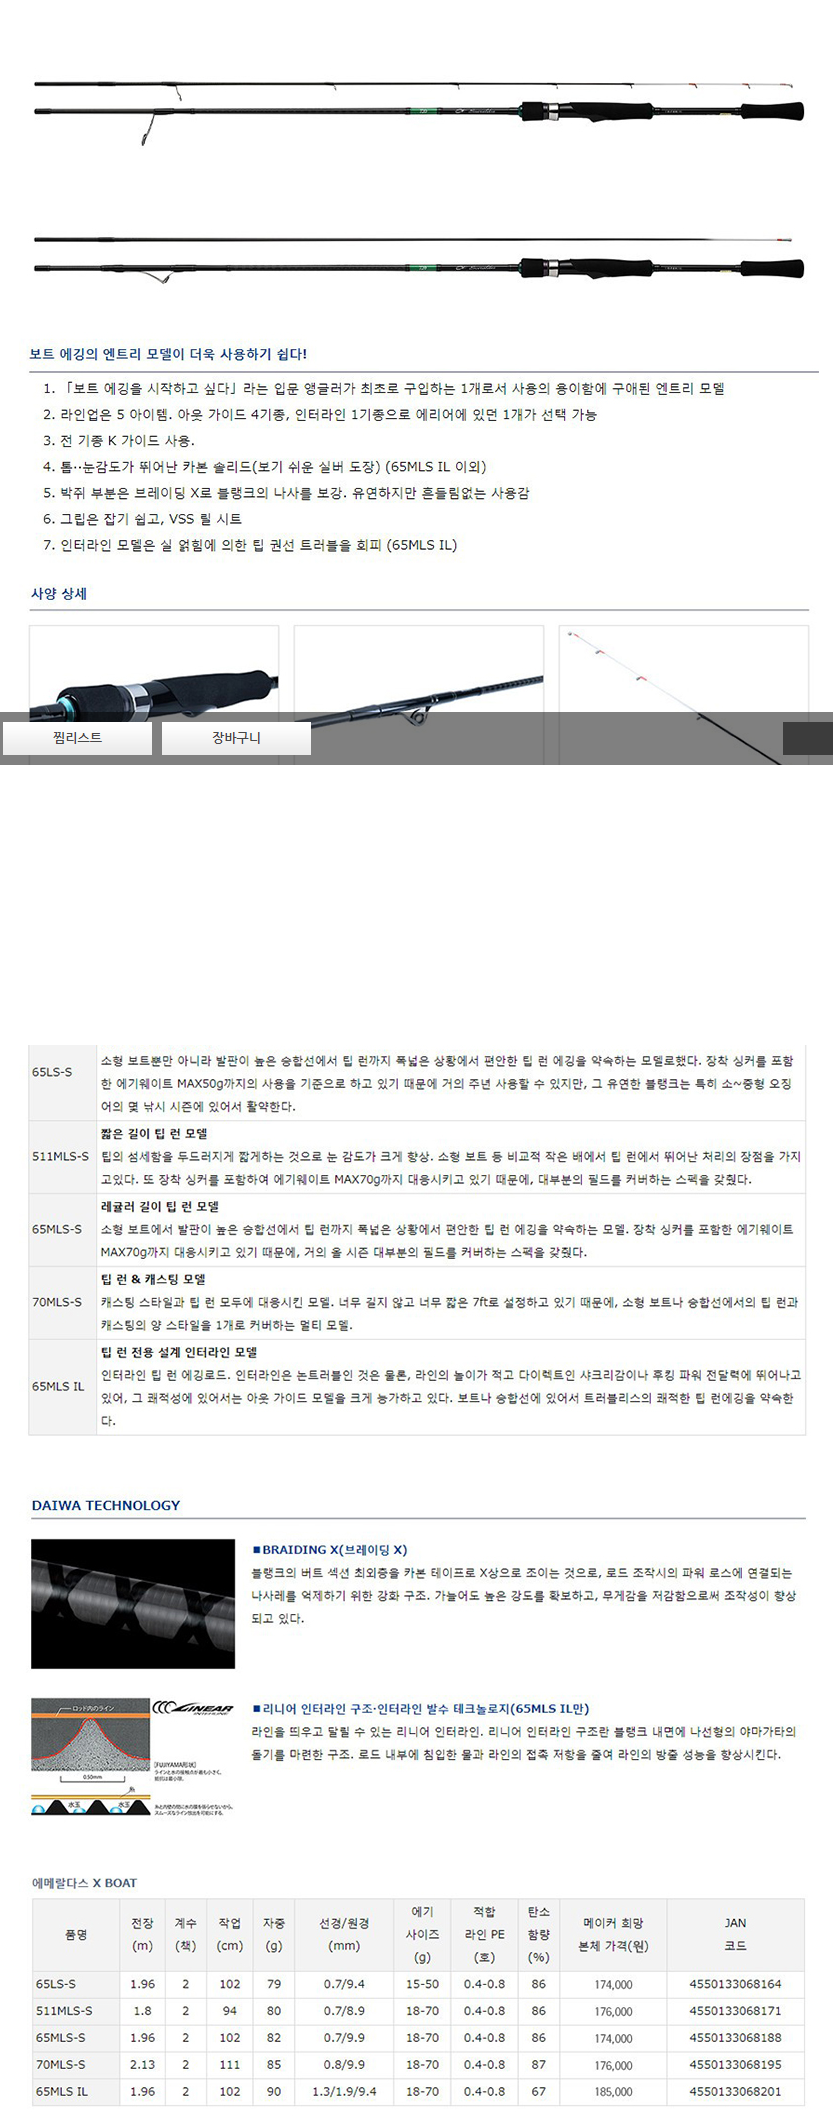 보트 에깅의 엔트리 모델이 더욱 사용하기 쉽다!
1. 「보트 에깅을 시작하고 싶다」라는 입문 앵글러가 최초로 구입하는 1개로서 사용의 용이함에 구애된 엔트리 모델
2. 라인업은 5 아이템. 아웃 가이드 4기종, 인터라인 1기종으로 에리어에 있던 1개가 선택 가능
3. 전 기종 K 가이드 사용.
4. 톱··눈감도가 뛰어난 카본 솔리드(보기 쉬운 실버 도장) (65MLS IL 이외)
5. 박쥐 부분은 브레이딩 X로 블랭크의 나사를 보강. 유연하지만 흔들림없는 사용감
6. 그립은 잡기 쉽고, VSS 릴 시트
7. 인터라인 모델은 실 얽힘에 의한 팁 권선 트러블을 회피 (65MLS IL)
사양 상세
찜리스트 장바구니
65LS-S
소형 보트뿐만 아니라 발판이 높은 승합선에서 팁 런까지 폭넓은 상황에서 편안한 팁 런 에깅을 약속하는 모델로했다. 장착 싱커를 포함
한 에기웨이트 MAX50g까지의 사용을 기준으로 하고 있기 때문에 거의 주년 사용할 수 있지만, 그 유연한 블랭크는 특히 소~중형 오징
어의 몇 낚시 시즌에 있어서 활약한다.
511MLS-S
짧은 길이 팁 런 모델
팁의 섬세함을 두드러지게 짧게하는 것으로 눈 감도가 크게 향상. 소형 보트 등 비교적 작은 배에서 팁 런에서 뛰어난 처리의 장점을 가지
고있다. 또 장착 싱커를 포함하여 에기웨이트 MAX70g까지 대응시키고 있기 때문에, 대부분의 필드를 커버하는 스펙을 갖췄다.
65MLS-S
레귤러 길이 팁 런 모델
소형 보트에서 발판이 높은 승합선에서 팁 런까지 폭넓은 상황에서 편안한 팁 런 에깅을 약속하는 모델. 장착 싱커를 포함한 에기웨이트
MAX70g까지 대응시키고 있기 때문에, 거의 올 시즌 대부분의 필드를 커버하는 스펙을 갖췄다.
70MLS-S
팁 런 & 캐스팅 모델
캐스팅 스타일과 팁 런 모두에 대응시킨 모델. 너무 길지 않고 너무 짧은 7ft로 설정하고 있기 때문에, 소형 보트나 승합선에서의 팁 런과
캐스팅의 양 스타일을 1개로 커버하는 멀티 모델.
65MLS IL
팁 런 전용 설계 인터라인 모델
인터라인 팁 런 에깅로드. 인터라인은 논트러블인 것은 물론, 라인의 놀이가 적고 다이렉트인 샤크리감이나 후킹 파워 전달력에 뛰어나고
있어, 그 쾌적성에 있어서는 아웃 가이드 모델을 크게 능가하고 있다. 보트나 승합선에 있어서 트러블리스의 쾌적한 팁 런에깅을 약속한
다.
DAIWA TECHNOLOGY
■BRAIDING X(브레이딩 X)
블랭크의 버트 섹션 최외층을 카본 테이프로 X상으로 조이는 것으로, 로드 조작시의 파워 로스에 연결되는
나사레를 억제하기 위한 강화 구조. 가늘어도 높은 강도를 확보하고, 무게감을 저감함으로써 조작성이 향상
되고 있다.
ロッド内のライン
LINEAR
INTERLINE
0.50mm
[FUJIYAMA形状]
ラインと水の接触点が最も小さく、
抵抗は最小限。
糸
水玉 水玉
糸と内壁の間に水の膜を張らせないから、
スムーズなライン放出を可能にする。
■리니어 인터라인 구조·인터라인 발수 테크놀로지(65MLS IL만)
라인을 띄우고 달릴 수 있는 리니어 인터라인. 리니어 인터라인 구조란 블랭크 내면에 나선형의 야마가타의
돌기를 마련한 구조. 로드 내부에 침입한 물과 라인의 접촉 저항을 줄여 라인의 방출 성능을 향상시킨다.
에메랄다스 X BOAT
품명 전장 (m) 계수 (책) 작업 (cm) 자중 (g) 선경/원경 (mm) 에기 사이즈 (g) 적합 라인 PE (호) 탄소 함량 (%) 메이커 희망 본체 가격(원) JAN 코드
65LS-S 1.96 2 102 79 0.7/9.4 15-50 0.4-0.8 86 174,000 4550133068164
511MLS-S 1.8 2 94 80 0.7/8.9 18-70 0.4-0.8 86 176,000 4550133068171
65MLS-S 1.96 2 102 82 0.7/9.9 18-70 0.4-0.8 86 174,000 4550133068188
70MLS-S 2.13 2 111 85 0.8/9.9 18-70 0.4-0.8 87 176,000 4550133068195
65MLS IL 1.96 2 102 90 1.3/1.9/9.4 18-70 0.4-0.8 67 185,000 4550133068201